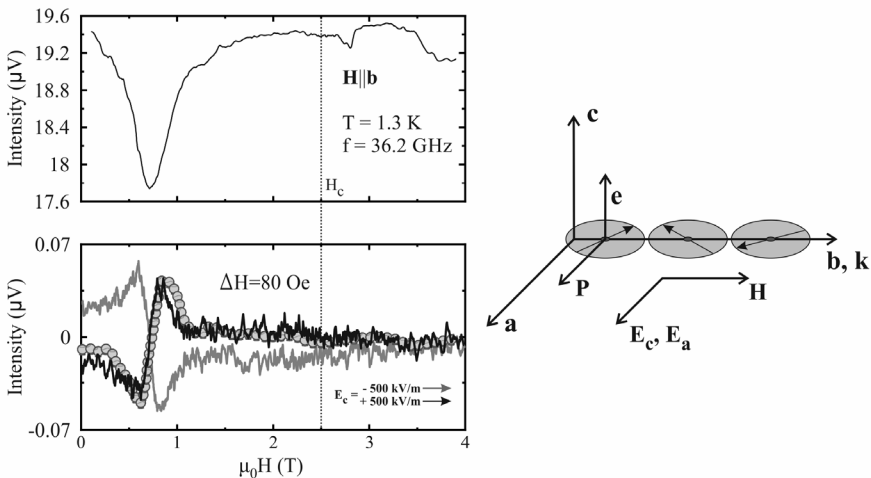 19.6
19.2
18.8
18.4
18
17.6
Intensity (µV)
H||b
T = 1.3 K
f = 36.2 GHz
H_c
0.07
0
-0.07
Intensity (µV)
ΔH=80 Oe
E_c = - 500 kV/m
+ 500 kV/m
0 1 2 3 4
µ₀H (T)
c
e
b, k
P
H
a
E_c, E_a